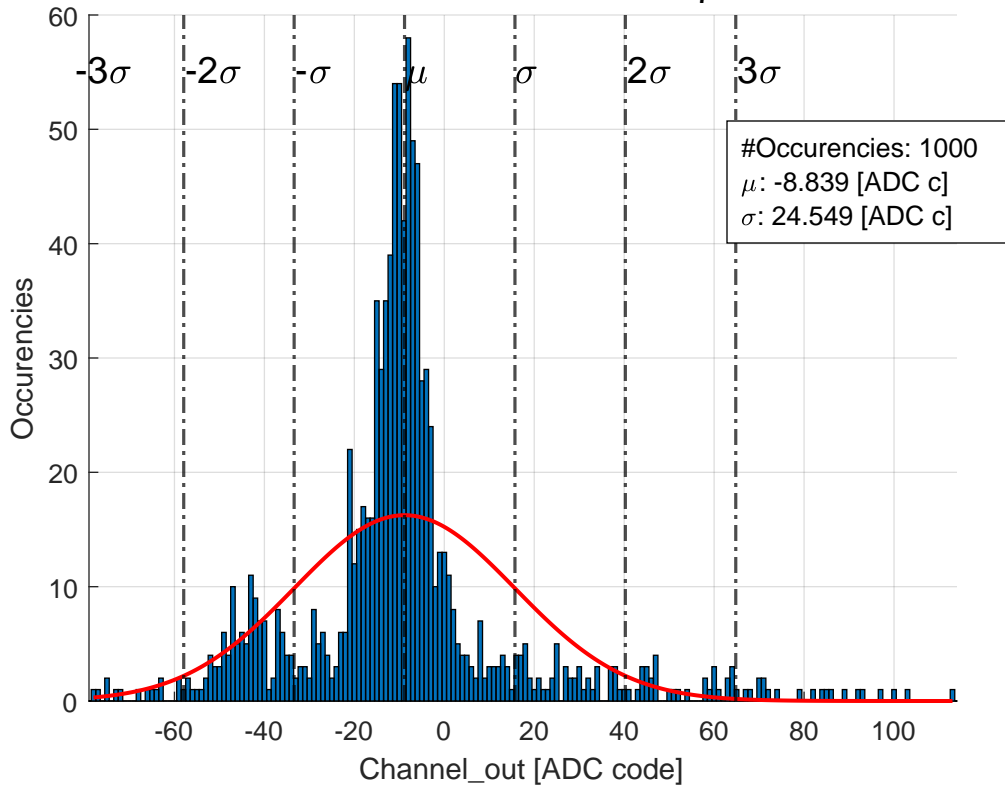 60
50
40
30
20
10
0
-3σ
-2σ
-σ
μ
σ
2σ
3σ
#Occurencies: 1000
μ: -8.839 [ADC c]
σ: 24.549 [ADC c]
Occurencies
-60
-40
-20
0
20
40
60
80
100
Channel_out [ADC code]